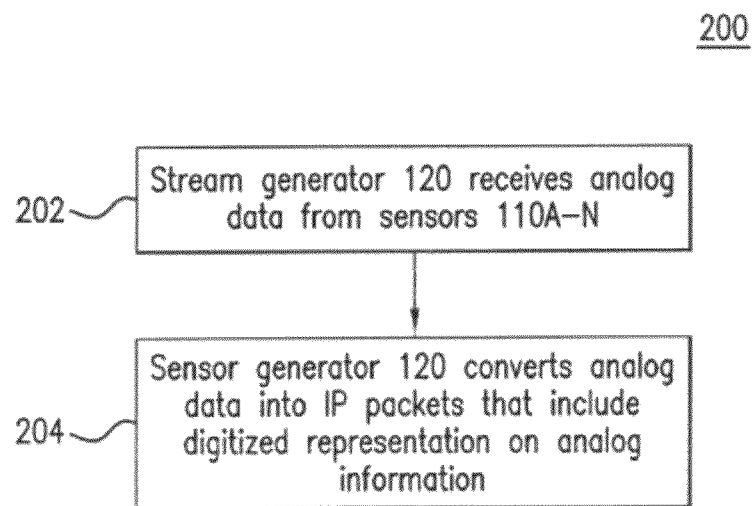 200
202
Stream generator 120 receives analog
data from sensors 110A-N
204
Sensor generator 120 converts analog
data into IP packets that include
digitized representation on analog
information